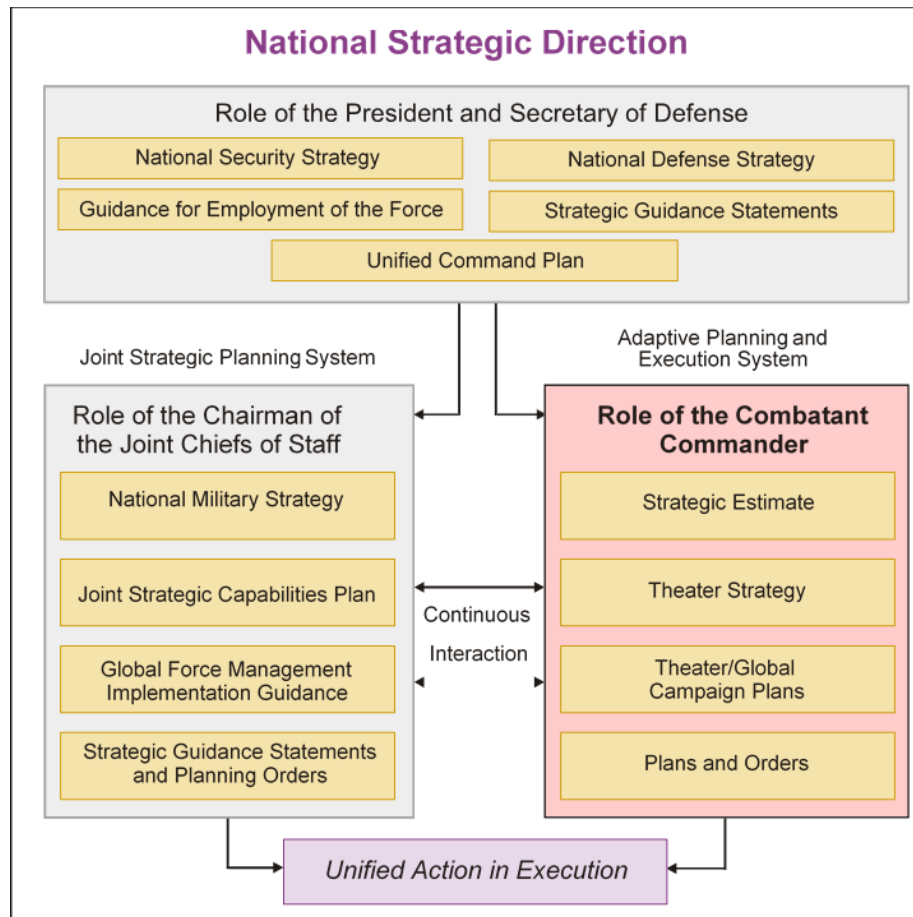 National Strategic Direction
Role of the President and Secretary of Defense
National Security Strategy
National Defense Strategy
Guidance for Employment of the Force
Strategic Guidance Statements
Unified Command Plan
Joint Strategic Planning System
Adaptive Planning and
Execution System
Role of the Chairman of
the Joint Chiefs of Staff
National Military Strategy
Joint Strategic Capabilities Plan
Global Force Management
Implementation Guidance
Strategic Guidance Statements
and Planning Orders
Continuous
Interaction
Role of the Combatant
Commander
Strategic Estimate
Theater Strategy
Theater/Global
Campaign Plans
Plans and Orders
Unified Action in Execution